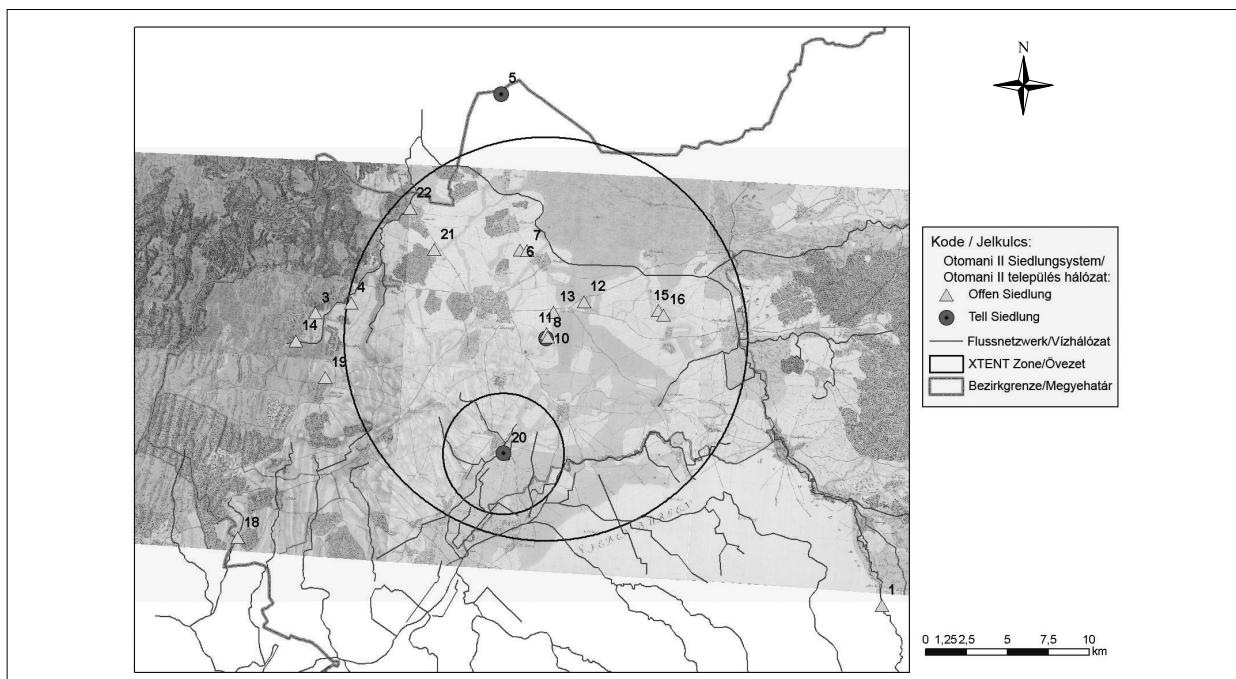 N
5
22
21
7
6
3
4
13
12
15
16
14
11
8
10
19
20
18
1
Kode / Jelkulcs:
Otomani II Siedlungsystem/
Otomani II település hálózat:
Offen Siedlung
Tell Siedlung
Flussnetzwerk/Vízhálózat
XTENT Zone/Övezet
Bezirkgrenze/Megyehatár
0 1,25 2,5 5 7,5 10
km